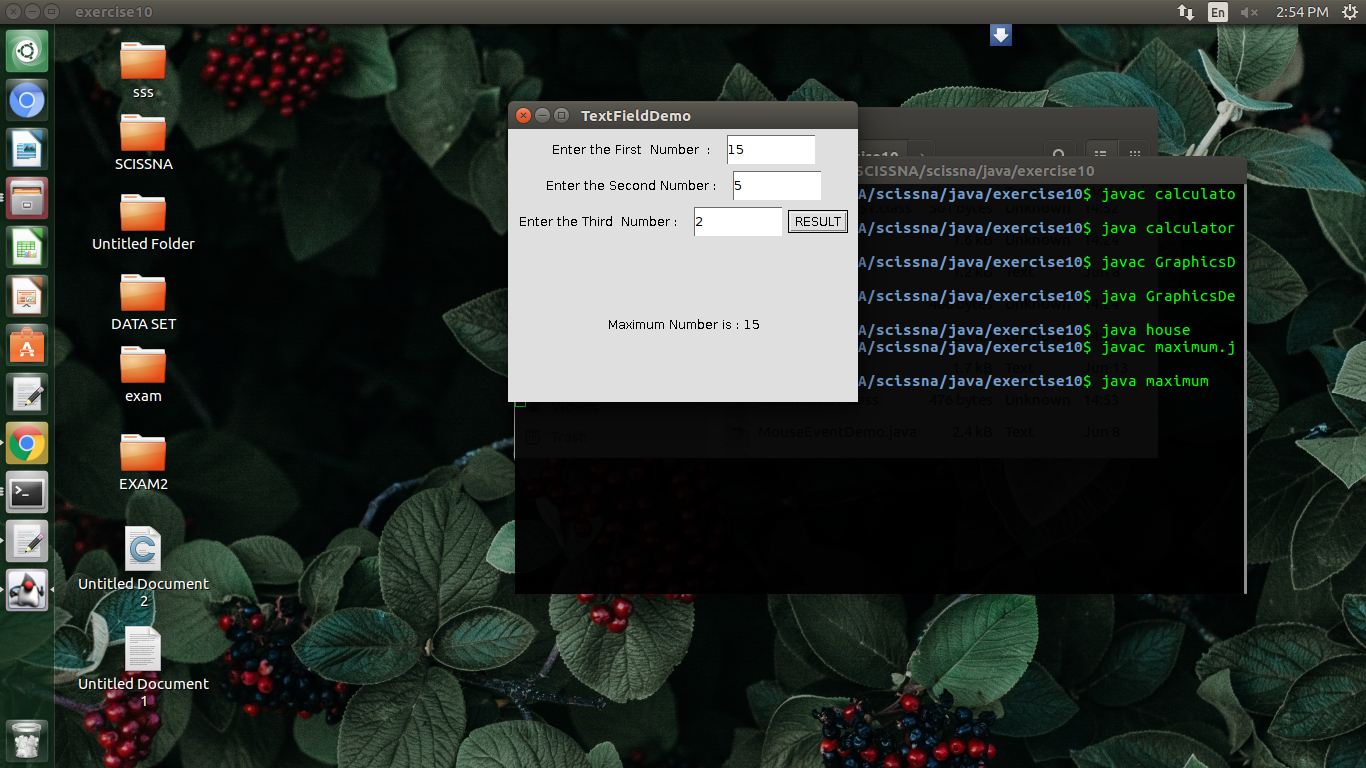 exercise10
En
2:54 PM
sss
SCISSNA
Untitled Folder
DATA SET
exam
EXAM2
Untitled Document
2
Untitled Document
1
TextFieldDemo
Enter the First Number :
15
Enter the Second Number :
5
Enter the Third Number :
2
RESULT
Maximum Number is : 15
SCISSNA/scissna/java/exercise10
A/scissna/java/exercise10$ javac calculato
A/scissna/java/exercise10$ java calculator
A/scissna/java/exercise10$ javac GraphicsD
A/scissna/java/exercise10$ java GraphicsDe
A/scissna/java/exercise10$ java house
A/scissna/java/exercise10$ javac maximum.j
A/scissna/java/exercise10$ java maximum
476 bytes Unknown 14:53
Trash
MouseEventDemo.java 2.4 kB Text Jun 8